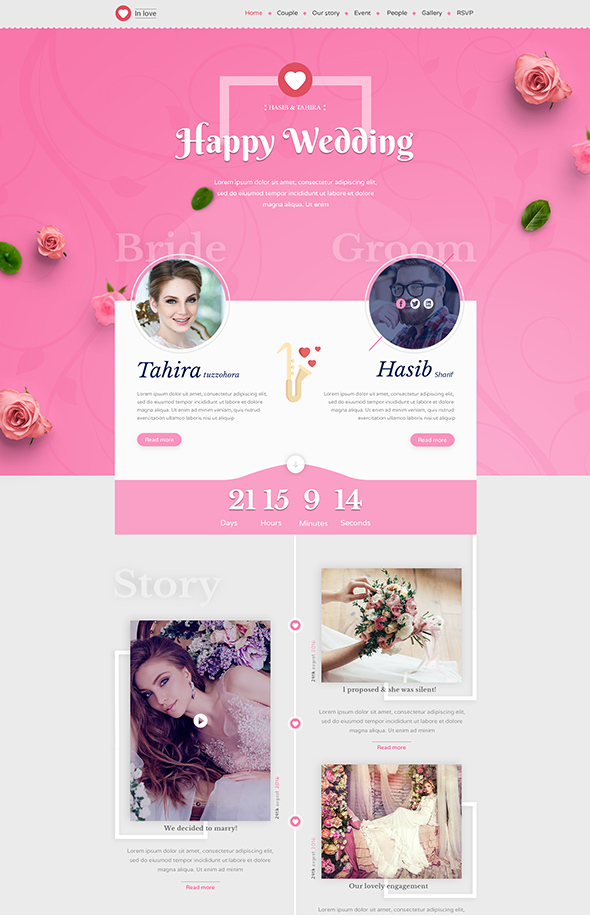 In love
Home Couple Our story Event People Gallery RSVP
HASIB & TAHIRA
Happy Wedding
Lorem ipsum dolor sit amet, consectetur adipisicing elit,
sed do eiusmod tempor incididunt ut labore et dolore
magna aliqua. Ut enim
Bride
Groom
Tahira tuzzohora
Lorem ipsum dolor sit amet, consectetur adipisicing elit,
sed do eiusmod tempor incididunt ut labore et dolore
magna aliqua. Ut enim ad minim veniam, quis nostrud
exercitation ullamco laboris nisi ut aliquip
Read more
Hasib Sharif
Lorem ipsum dolor sit amet, consectetur adipisicing elit,
sed do eiusmod tempor incididunt ut labore et dolore
magna aliqua. Ut enim ad minim veniam, quis nostrud
exercitation ullamco laboris nisi ut aliquip
Read more
21 15 9 14
Days Hours Minutes Seconds
Story
24th august 2016
We decided to marry!
Lorem ipsum dolor sit amet, consectetur adipisicing elit,
sed do eiusmod tempor incididunt ut labore et dolore
magna aliqua. Ut enim ad minim
Read more
24th august 2016
I proposed & she was silent!
Lorem ipsum dolor sit amet, consectetur adipisicing elit,
sed do eiusmod tempor incididunt ut labore et dolore
magna aliqua. Ut enim ad minim
Read more
24th august 2016
Our lovely engagement
Lorem ipsum dolor sit amet, consectetur adipisicing elit,